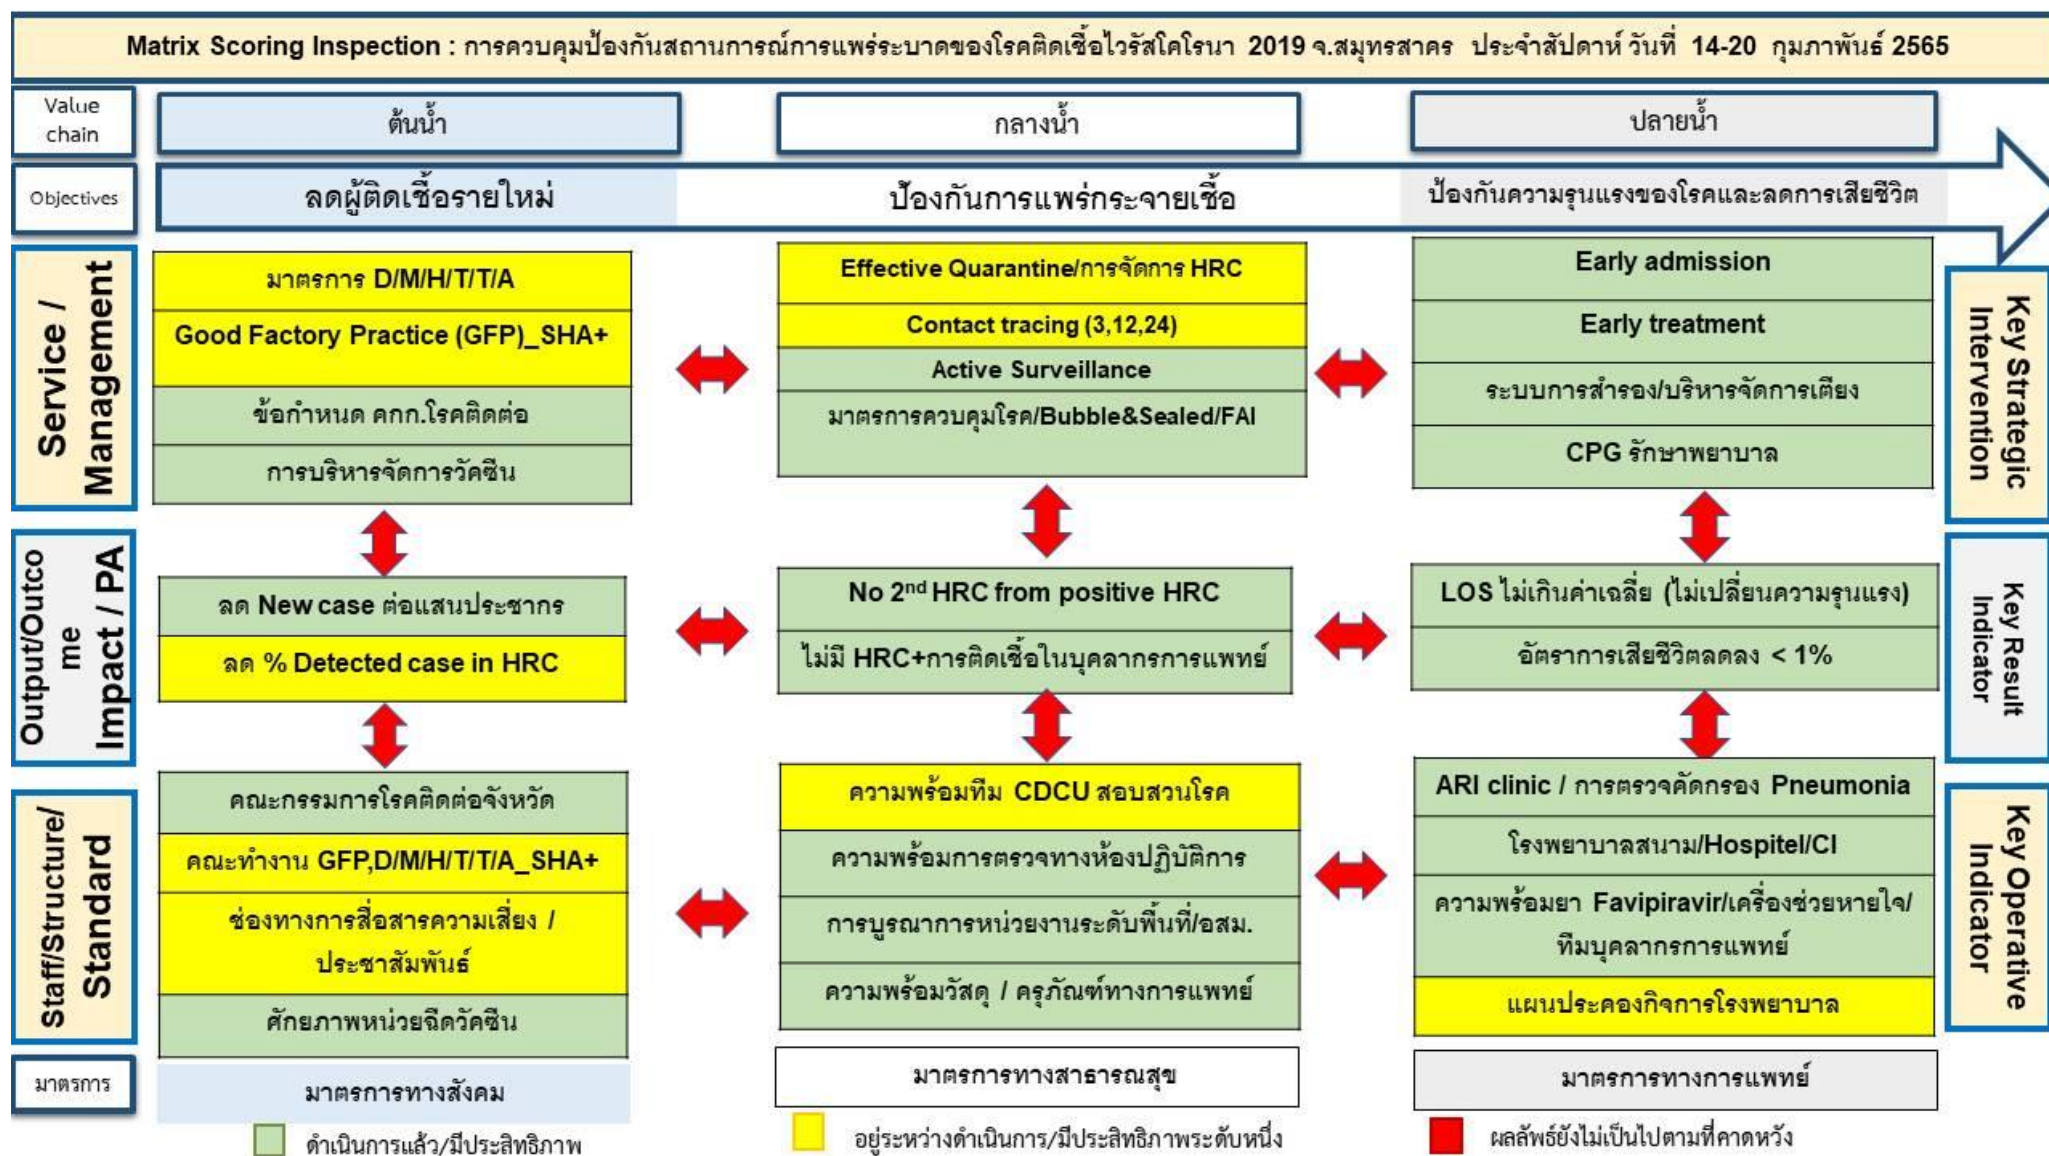 Matrix Scoring Inspection : การควบคุมป้องกันสถานการณ์การแพร่ระบาดของโรคติดเชื้อไวรัสโคโรนา 2019 จ.สมุทรสาคร ประจำสัปดาห์ วันที่ 14-20 กุมภาพันธ์ 2565
Value
chain
ต้นน้ำ
กลางน้ำ
ปลายน้ำ
Objectives
ลดผู้ติดเชื้อรายใหม่
ป้องกันการแพร่กระจายเชื้อ
ป้องกันความรุนแรงของโรคและลดการเสียชีวิต
Service /
Management
มาตรการ D/M/H/T/T/A
Good Factory Practice (GFP)_SHA+
ข้อกำหนด คกก.โรคติดต่อ
การบริหารจัดการวัคซีน
Effective Quarantine/การจัดการ HRC
Contact tracing (3,12,24)
Active Surveillance
มาตรการควบคุมโรค/Bubble&Sealed/FAI
Early admission
Early treatment
ระบบการสำรอง/บริหารจัดการเตียง
CPG รักษาพยาบาล
Key Strategic
Intervention
Output/Outco
me
Impact / PA
ลด New case ต่อแสนประชากร
ลด % Detected case in HRC
No 2nd HRC from positive HRC
ไม่มี HRC+การติดเชื้อในบุคลากรการแพทย์
LOS ไม่เกินค่าเฉลี่ย (ไม่เปลี่ยนความรุนแรง)
อัตราการเสียชีวิตลดลง < 1%
Key Result
Indicator
Staff/Structure/
Standard
คณะกรรมการโรคติดต่อจังหวัด
คณะทำงาน GFP,D/M/H/T/T/A_SHA+
ช่องทางการสื่อสารความเสี่ยง /
ประชาสัมพันธ์
ศักยภาพหน่วยฉีดวัคซีน
ความพร้อมทีม CDCU สอบสวนโรค
ความพร้อมการตรวจทางห้องปฏิบัติการ
การบูรณาการหน่วยงานระดับพื้นที่/อสม.
ความพร้อมวัสดุ / ครุภัณฑ์ทางการแพทย์
ARI clinic / การตรวจคัดกรอง Pneumonia
โรงพยาบาลสนาม/Hospitel/CI
ความพร้อมยา Favipiravir/เครื่องช่วยหายใจ/
ทีมบุคลากรการแพทย์
แผนประคองกิจการโรงพยาบาล
Key Operative
Indicator
มาตรการ
มาตรการทางสังคม
มาตรการทางสาธารณสุข
มาตรการทางการแพทย์
ดำเนินการแล้ว/มีประสิทธิภาพ
อยู่ระหว่างดำเนินการ/มีประสิทธิภาพระดับหนึ่ง
ผลลัพธ์ยังไม่เป็นไปตามที่คาดหวัง